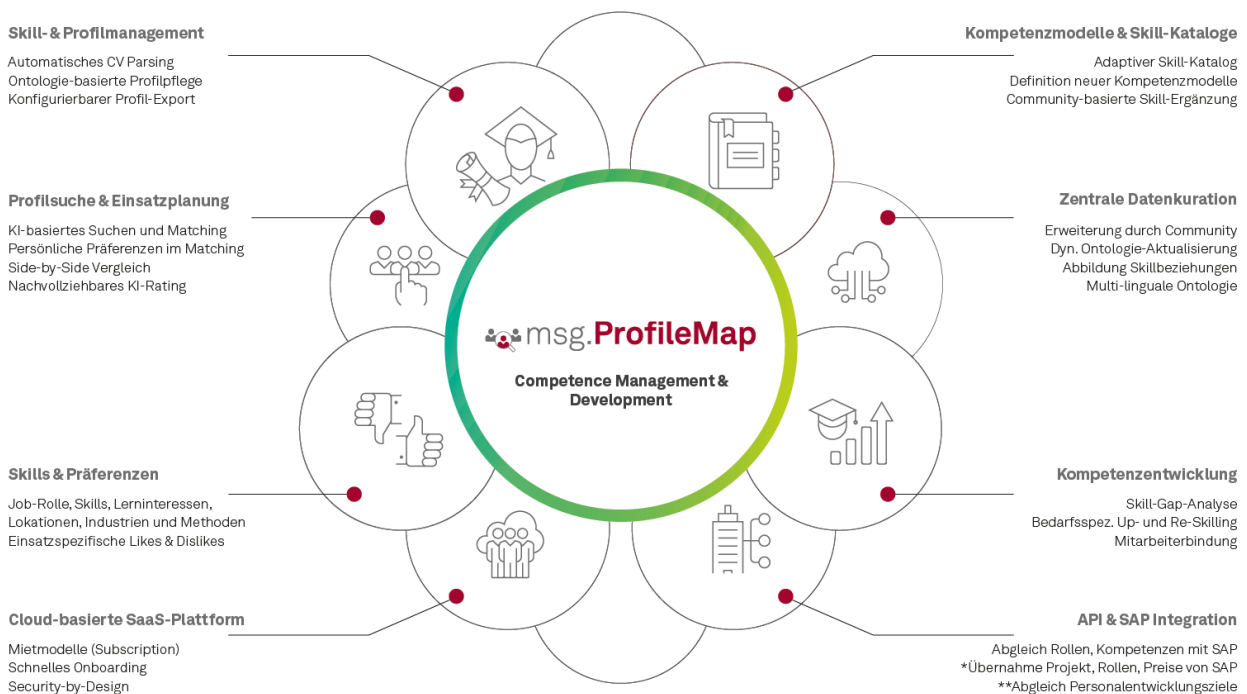 Skill- & Profilmanagement
Automatisches CV Parsing
Ontologie-basierte Profilpflege
Konfigurierbarer Profil-Export
Kompetenzmodelle & Skill-Kataloge
Adaptiver Skill-Katalog
Definition neuer Kompetenzmodelle
Community-basierte Skill-Ergänzung
Profilsuche & Einsatzplanung
KI-basiertes Suchen und Matching
Persönliche Präferenzen im Matching
Side-by-Side Vergleich
Nachvollziehbares KI-Rating
Zentrale Datenkuration
Erweiterung durch Community
Dyn. Ontologie-Aktualisierung
Abbildung Skillbeziehungen
Multi-linguale Ontologie
msg.ProfileMap
Competence Management &
Development
Skills & Präferenzen
Job-Rolle, Skills, Lerninteressen,
Lokationen, Industrien und Methoden
Einsatzspezifische Likes & Dislikes
Kompetenzentwicklung
Skill-Gap-Analyse
Bedarfsspez. Up- und Re-Skilling
Mitarbeiterbindung
Cloud-basierte SaaS-Plattform
Mietmodelle (Subscription)
Schnelles Onboarding
Security-by-Design
API & SAP Integration
Abgleich Rollen, Kompetenzen mit SAP
*Übernahme Projekt, Rollen, Preise von SAP
**Abgleich Personalentwicklungsziele